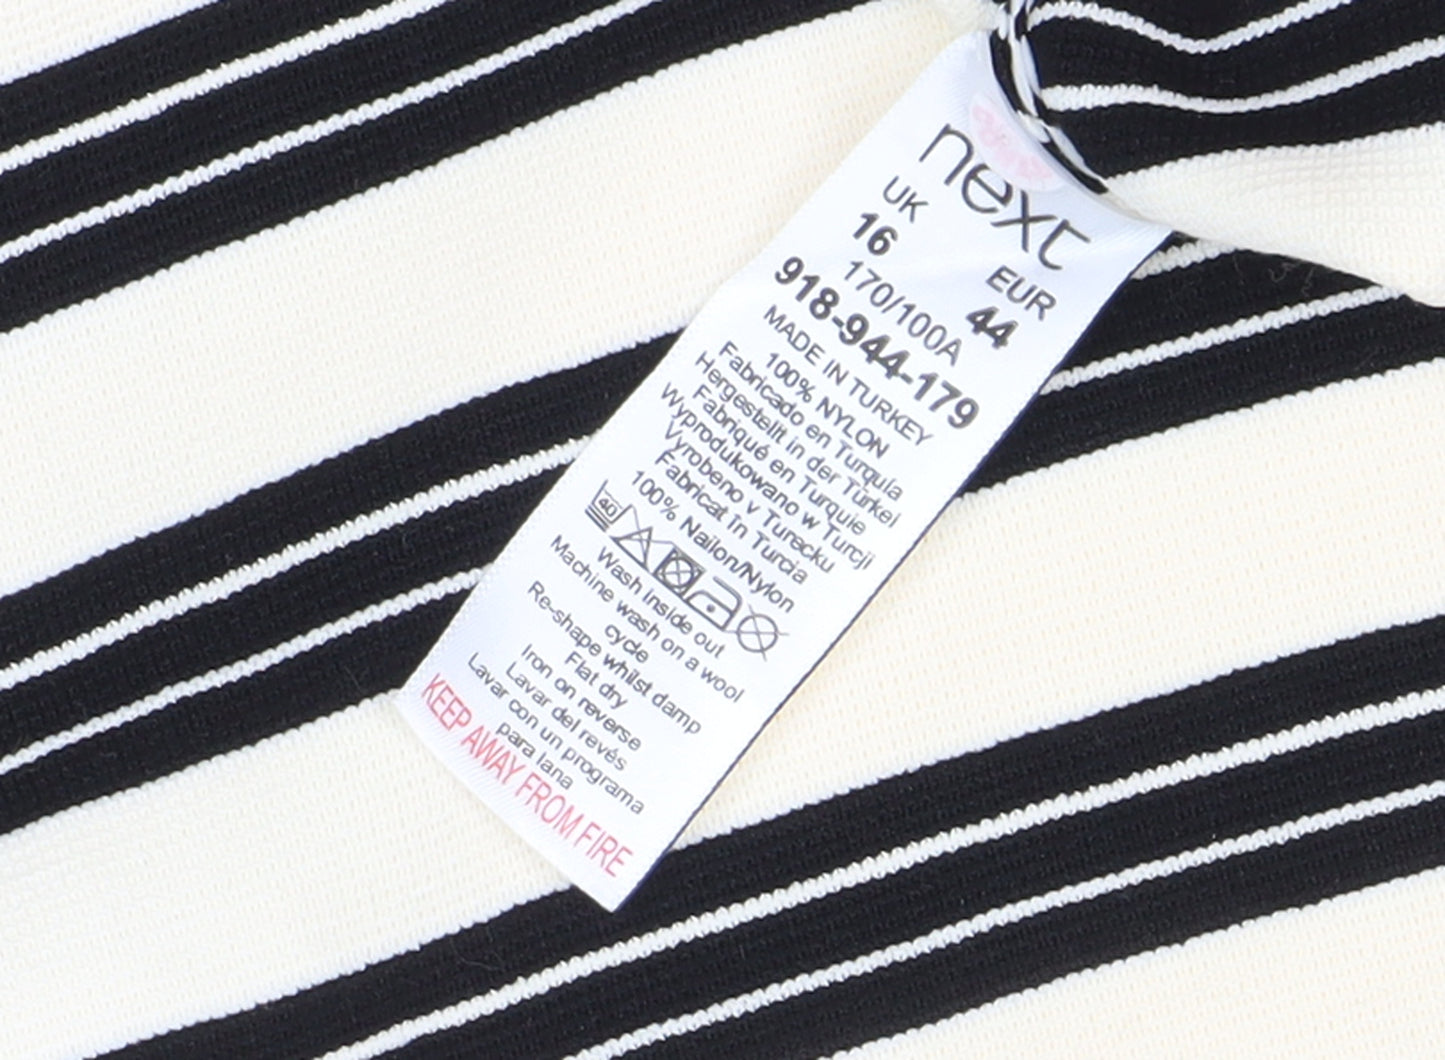 next
UK EUR
16 44
170/100A
918-944-179
MADE IN TURKEY
100% NYLON
Fabricado en Turquía
Hergestellt in der Türkei
Fabriqué en Turquie
Wyprodukowano w Turcji
Vyrobeno v Turecku
Fabricat în Turcia
100% Nailon/Nylon
40
Wash inside out
Machine wash on a wool
cycle
Re-shape whilst damp
Flat dry
Iron on reverse
Lavar del revés
Lavar con un programa
para lana
KEEP AWAY FROM FIRE